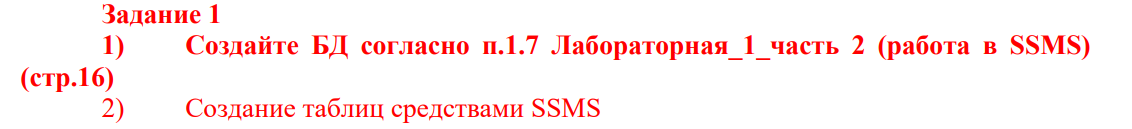 Задание 1
1) Создайте БД согласно п.1.7 Лабораторная_1_часть 2 (работа в SSMS)
(стр.16)
2) Создание таблиц средствами SSMS